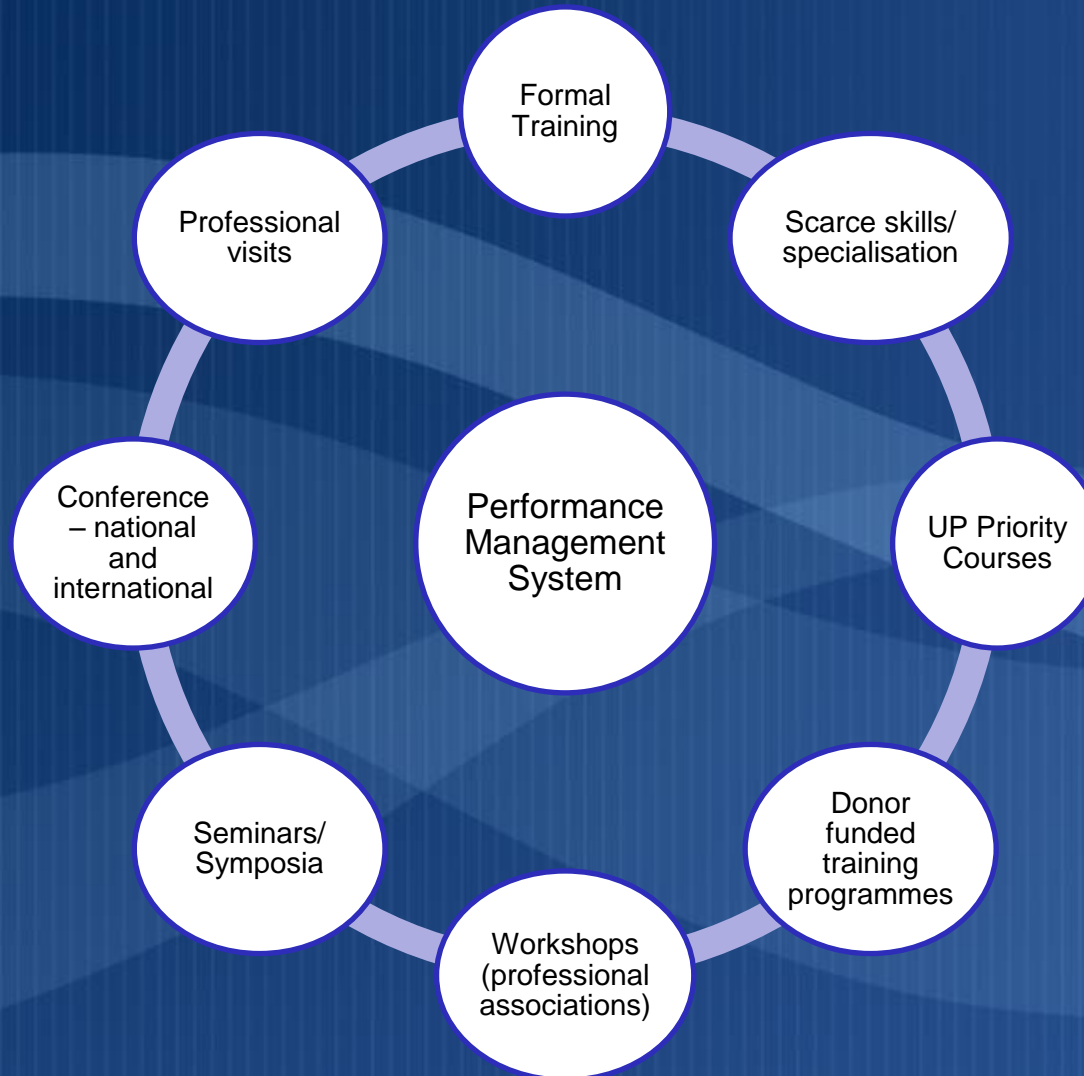 Formal
Training
Scarce skills/
specialisation
UP Priority
Courses
Donor
funded
training
programmes
Workshops
(professional
associations)
Seminars/
Symposia
Conference
– national
and
international
Professional
visits
Performance
Management
System